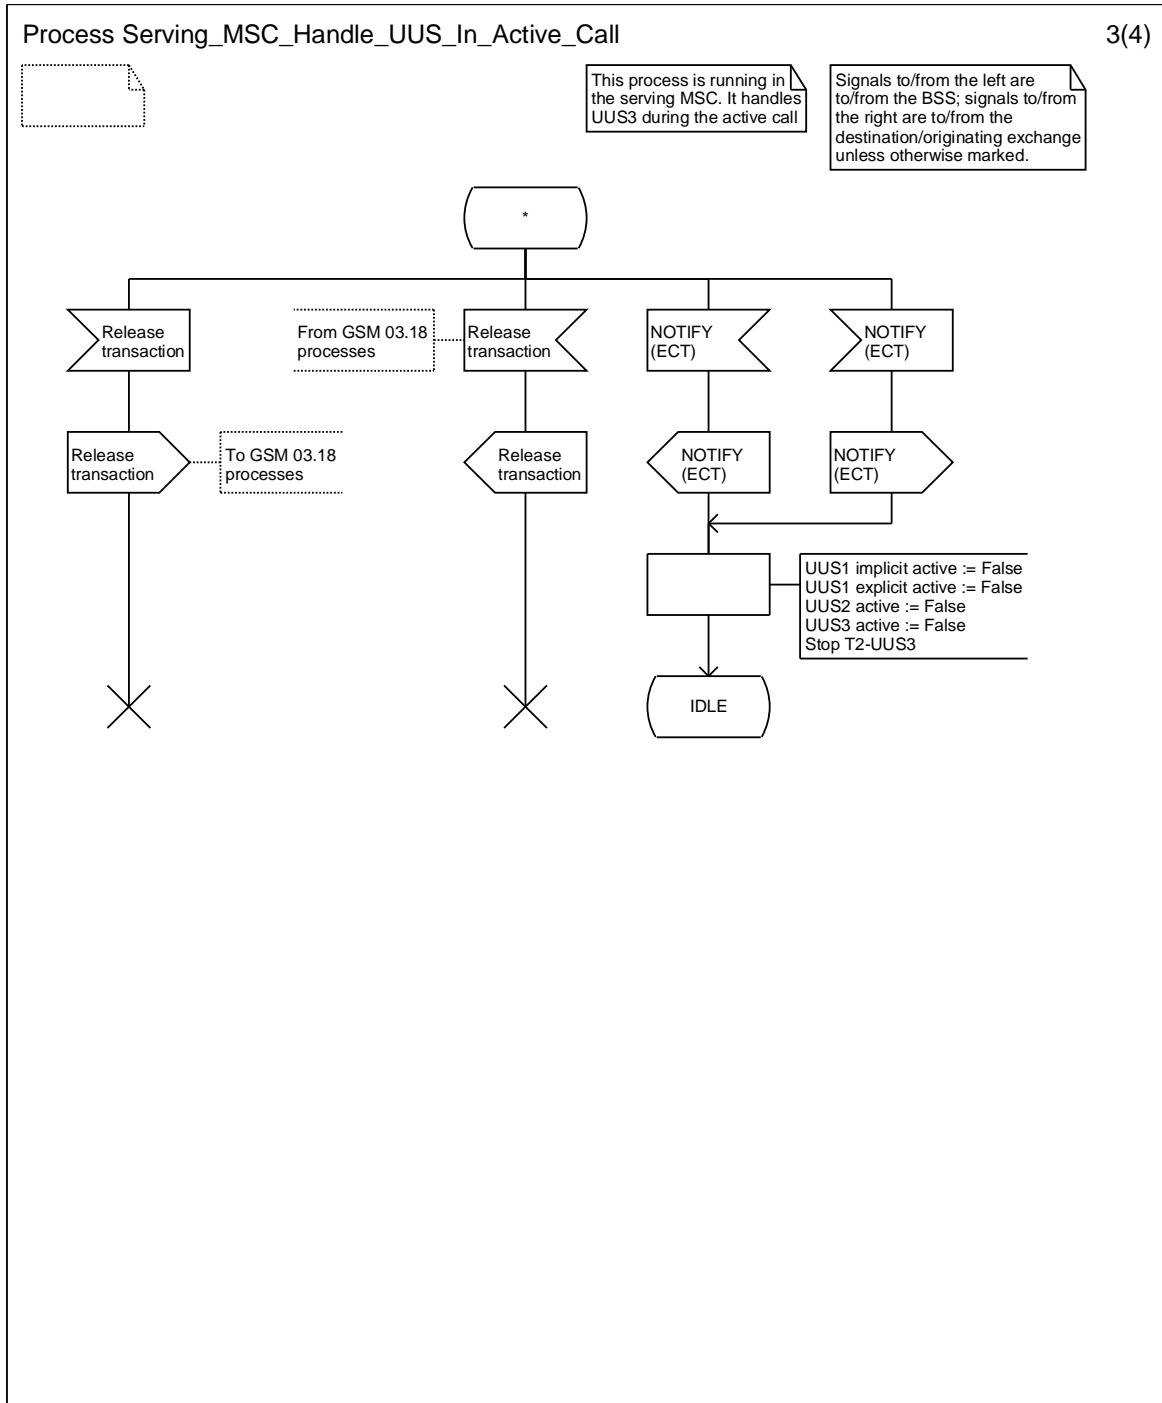 Process Serving_MSC_Handle_UUS_In_Active_Call
3(4)
This process is running in
the serving MSC. It handles
UUS3 during the active call
Signals to/from the left are
to/from the BSS; signals to/from
the right are to/from the
destination/originating exchange
unless otherwise marked.
*
Release
transaction
From GSM 03.18
processes
Release
transaction
NOTIFY
(ECT)
NOTIFY
(ECT)
Release
transaction
To GSM 03.18
processes
Release
transaction
NOTIFY
(ECT)
NOTIFY
(ECT)
UUS1 implicit active := False
UUS1 explicit active := False
UUS2 active := False
UUS3 active := False
Stop T2-UUS3
IDLE